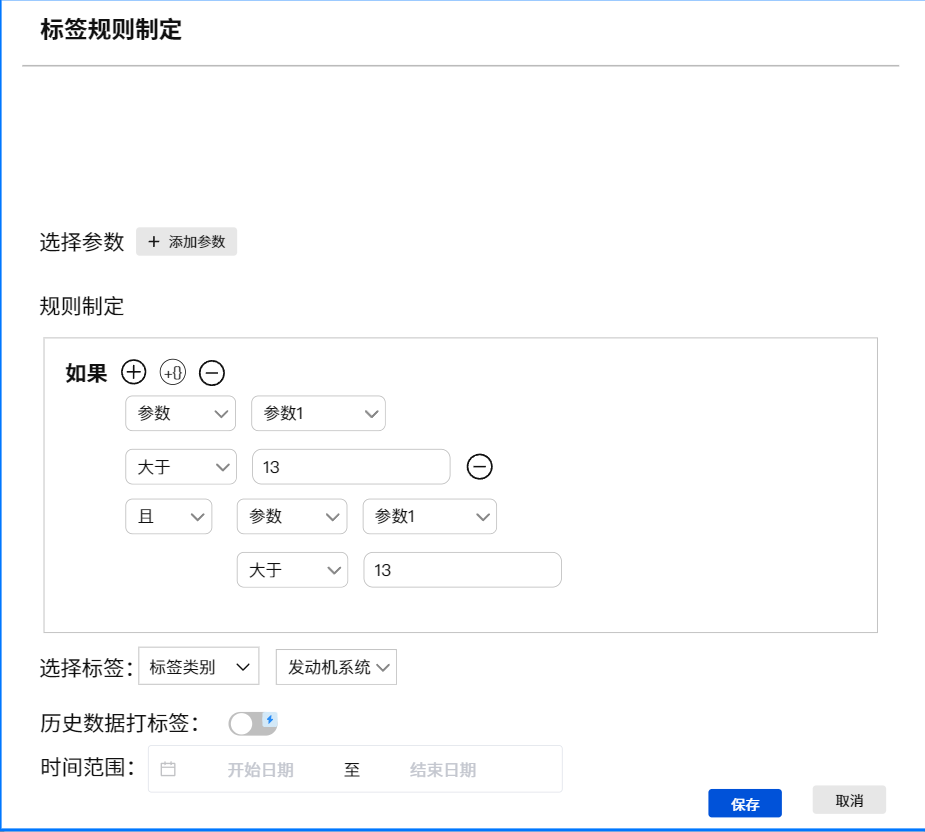 标签规则制定
选择参数 + 添加参数
规则制定
如果 +{}
参数 参数1
大于 13
且 参数 参数1
大于 13
选择标签: 标签类别 发动机系统
历史数据打标签:
时间范围: 开始日期 至 结束日期
保存 取消